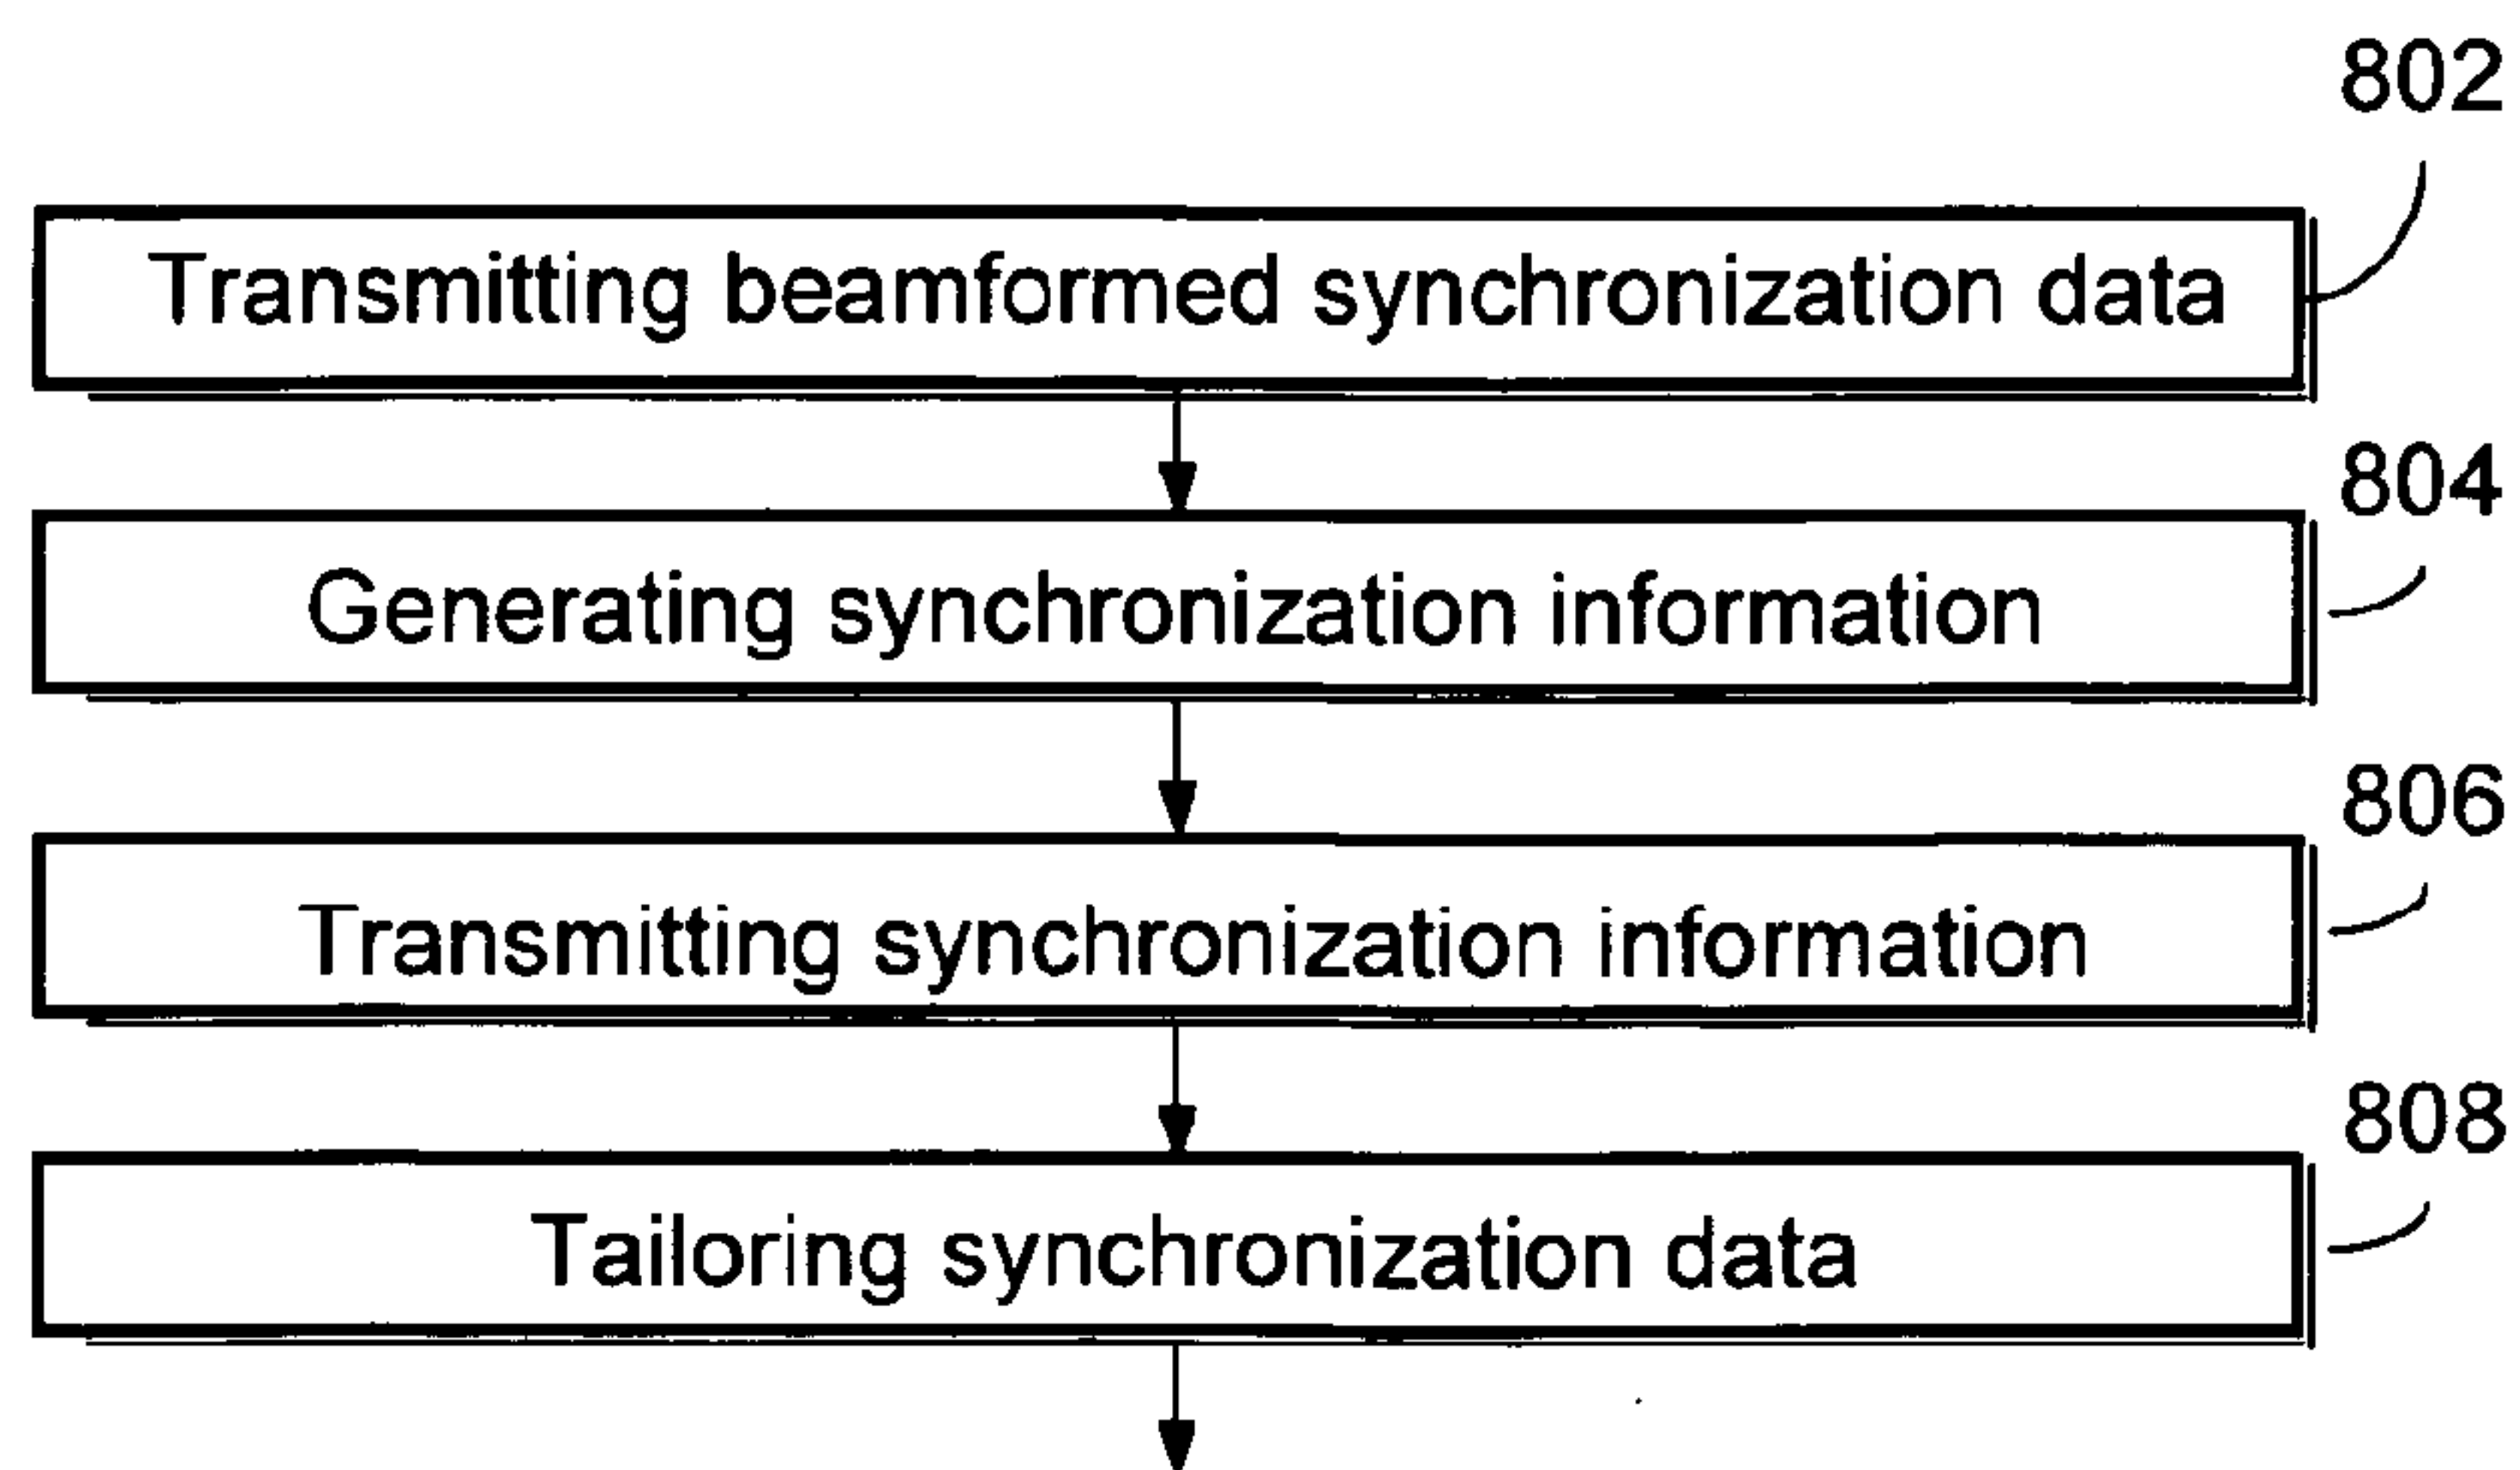 802
Transmitting beamformed synchronization data
804
Generating synchronization information
806
Transmitting synchronization information
808
Tailoring synchronization data